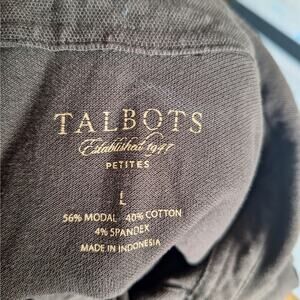 TALBOTS
Established 1947
PETITES
L
56% MODAL 40% COTTON
4% SPANDEX
MADE IN INDONESIA